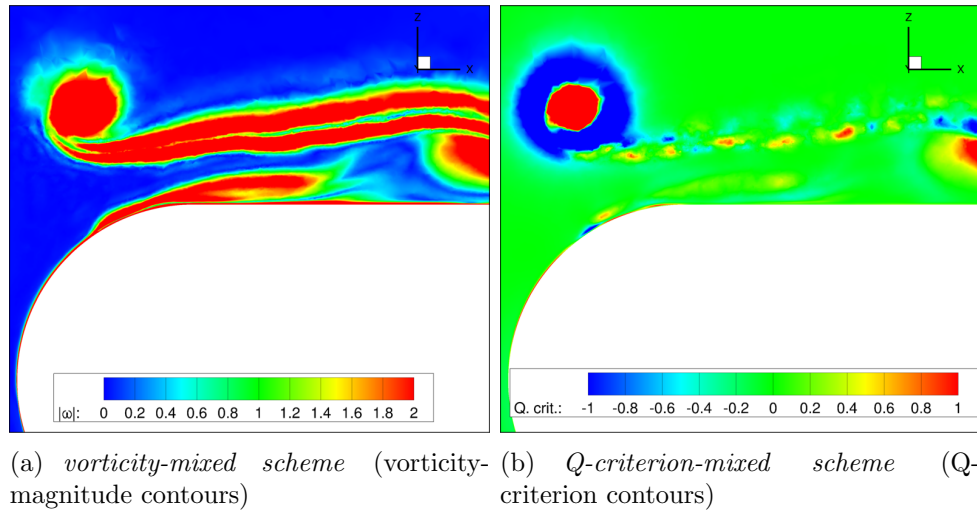 Z
X
Z
Y
X
|ω|:
0 0.2 0.4 0.6 0.8 1 1.2 1.4 1.6 1.8 2
Q. crit.:
-1 -0.8 -0.6 -0.4 -0.2 0 0.2 0.4 0.6 0.8 1
(a) vorticity-mixed scheme (vorticity-
magnitude contours)
(b) Q-criterion-mixed scheme (Q-
criterion contours)